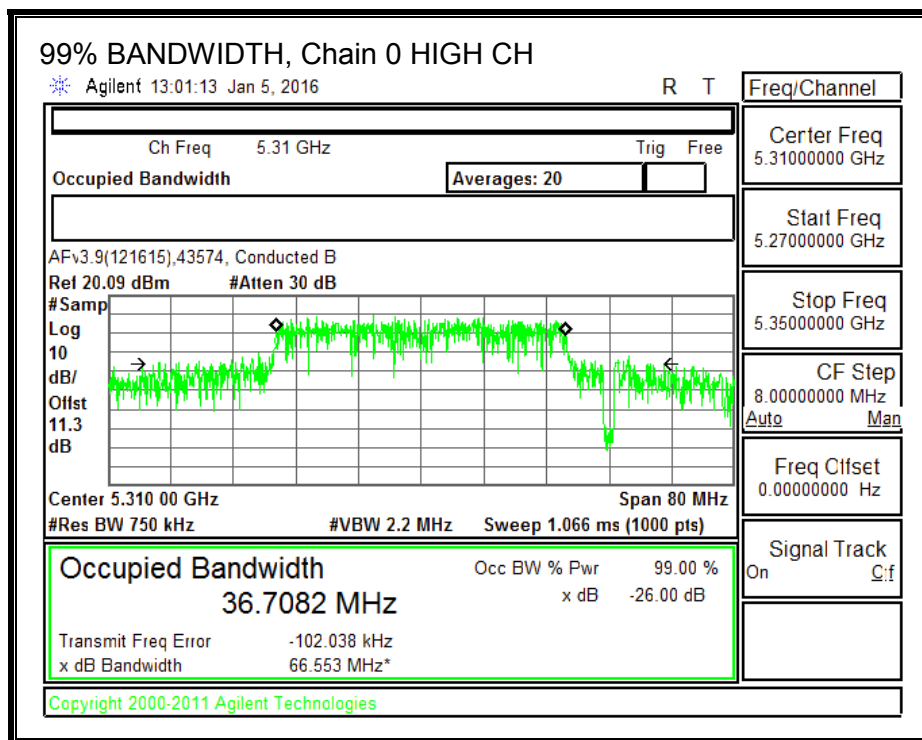 99% BANDWIDTH, Chain 0 HIGH CH
Agilent 13:01:13 Jan 5, 2016 R T
Ch Freq 5.31 GHz Trig Free
Occupied Bandwidth Averages: 20
AFv3.9(121615),43574, Conducted B
Ref 20.09 dBm #Atten 30 dB
#Samp
Log
10
dB/
Offst
11.3
dB
Center 5.310 00 GHz Span 80 MHz
#Res BW 750 kHz #VBW 2.2 MHz Sweep 1.066 ms (1000 pts)
Occupied Bandwidth Occ BW % Pwr 99.00 %
36.7082 MHz x dB -26.00 dB
Transmit Freq Error -102.038 kHz
x dB Bandwidth 66.553 MHz*
Copyright 2000-2011 Agilent Technologies
Freq/Channel
Center Freq
5.31000000 GHz
Start Freq
5.27000000 GHz
Stop Freq
5.35000000 GHz
CF Step
8.00000000 MHz
Auto Man
Freq Offset
0.00000000 Hz
Signal Track
On Off